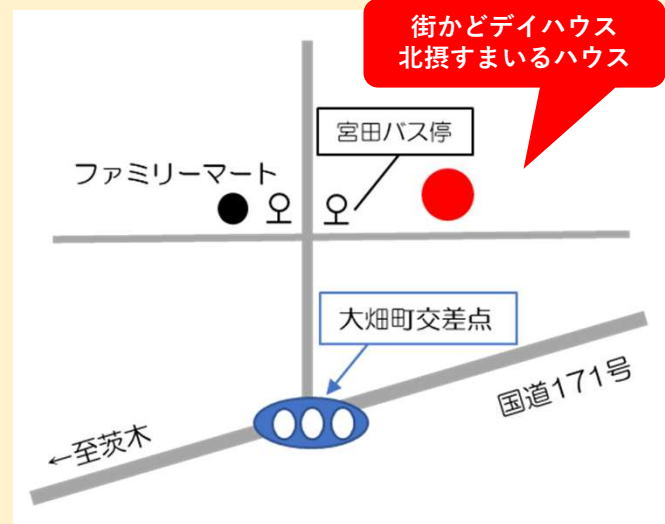 街かどデイハウス
北摂すまいるハウス
宮田バス停
ファミリーマート
大畑町交差点
国道171号
←至茨木